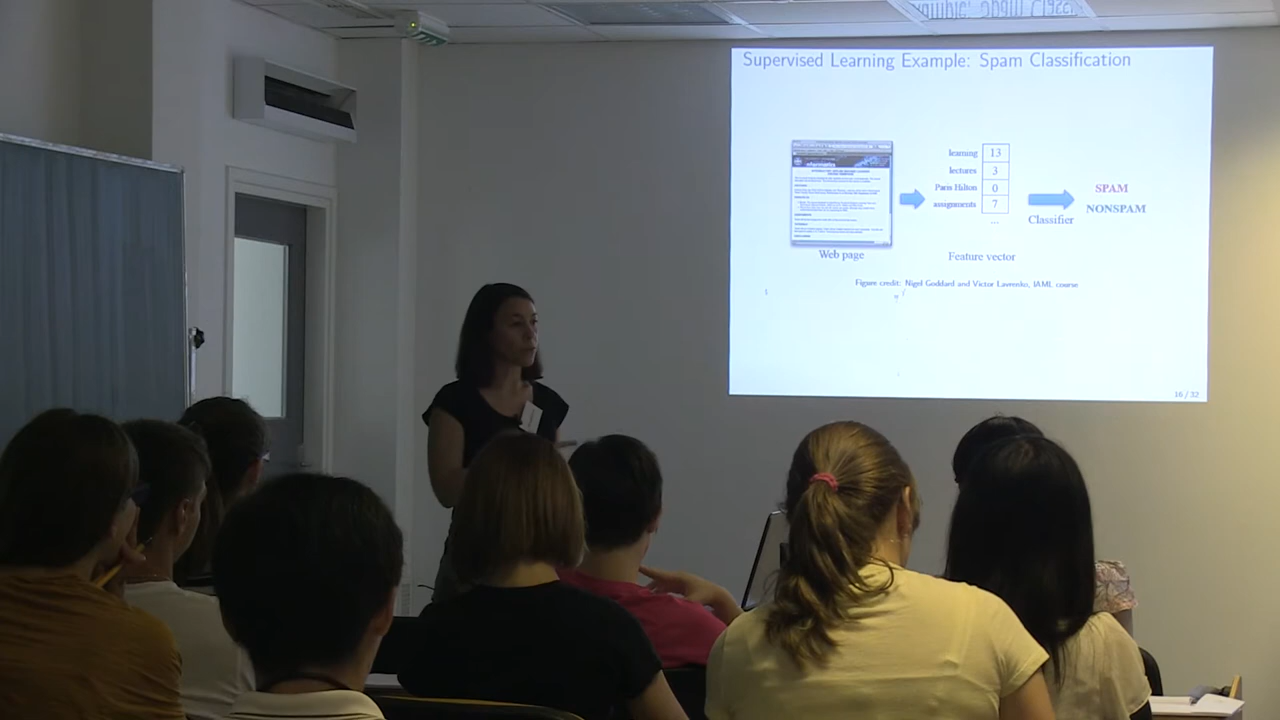 Supervised Learning Example: Spam Classification
learning 13
lectures 3
Paris Hilton 0
assignments 7
...
SPAM
NONSPAM
Classifier
Web page
Feature vector
Figure credit: Nigel Goddard and Victor Lavrenko, IAML course
16 / 32